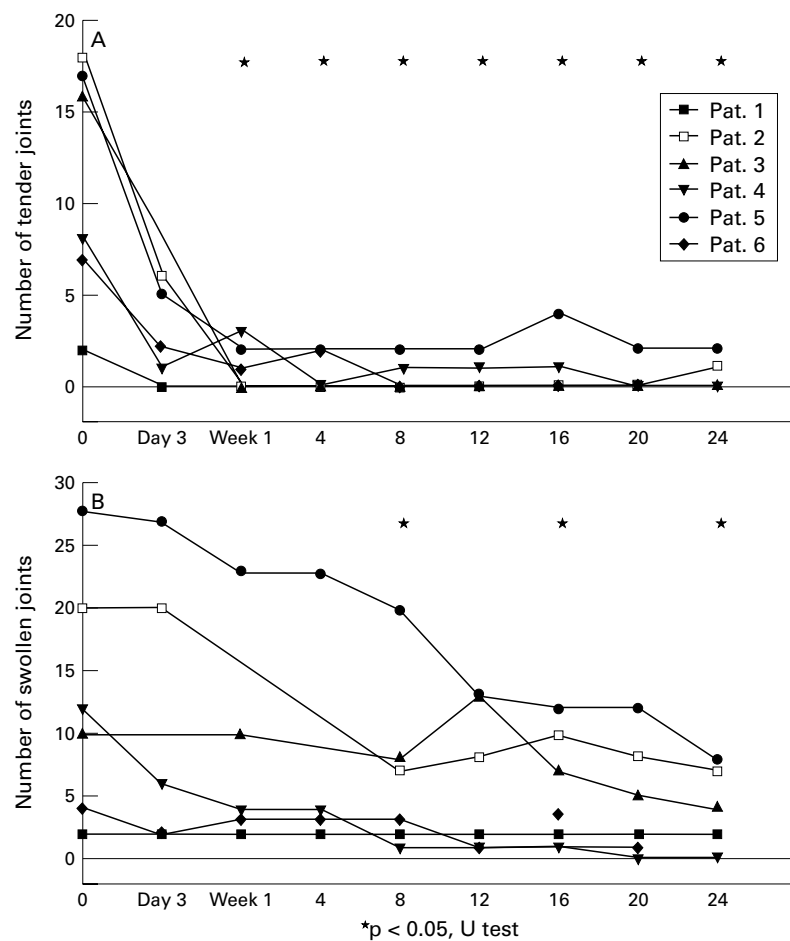 A
20
15
10
5
0
Number of tender joints
Pat. 1
Pat. 2
Pat. 3
Pat. 4
Pat. 5
Pat. 6
0 Day 3 Week 1 4 8 12 16 20 24
B
30
25
20
15
10
5
0
Number of swollen joints
0 Day 3 Week 1 4 8 12 16 20 24
★p < 0.05, U test